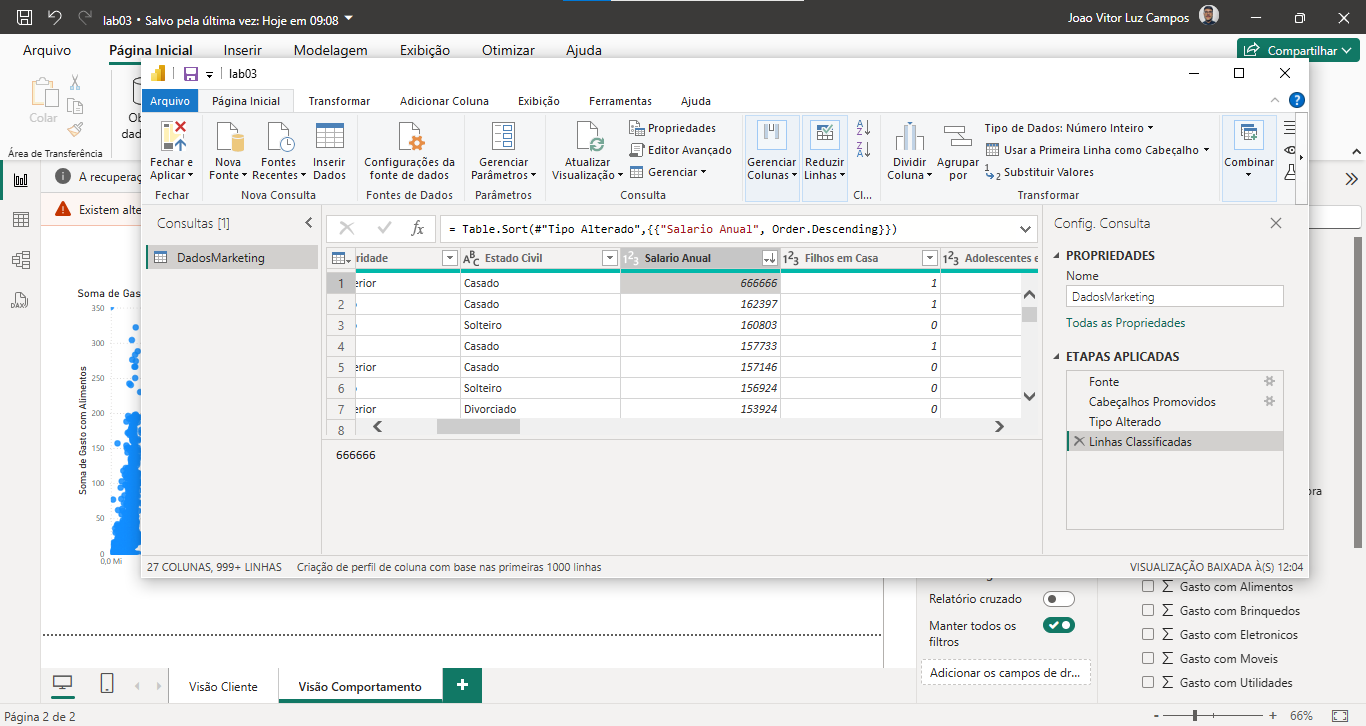 lab03 • Salvo pela última vez: Hoje em 09:08
Joao Vitor Luz Campos
Arquivo
Página Inicial
Inserir
Modelagem
Exibição
Otimizar
Ajuda
Compartilhar
Colar
Área de Transferência
A recuperaç
Existem alte
lab03
Arquivo
Página Inicial
Transformar
Adicionar Coluna
Exibição
Ferramentas
Ajuda
Fechar e Aplicar
Fechar
Nova Fonte
Fontes Recentes
Inserir Dados
Nova Consulta
Configurações da fonte de dados
Fontes de Dados
Gerenciar Parâmetros
Parâmetros
Atualizar Visualização
Propriedades
Editor Avançado
Gerenciar
Consulta
Gerenciar Colunas
Reduzir Linhas
Cl...
Dividir Coluna
Agrupar por
Tipo de Dados: Número Inteiro
Usar a Primeira Linha como Cabeçalho
Substituir Valores
Transformar
Combinar
Consultas [1]
DadosMarketing
= Table.Sort(#"Tipo Alterado",{{"Salario Anual", Order.Descending}})
ridade Estado Civil Salario Anual Filhos em Casa Adolescentes e
1 erior Casado 666666 1
2 Casado 162397 1
3 Solteiro 160803 0
4 Casado 157733 1
5 erior Casado 157146 0
6 Solteiro 156924 0
7 erior Divorciado 153924 0
8
666666
27 COLUNAS, 999+ LINHAS
Criação de perfil de coluna com base nas primeiras 1000 linhas
VISUALIZAÇÃO BAIXADA À(S) 12:04
Config. Consulta
PROPRIEDADES
Nome
DadosMarketing
Todas as Propriedades
ETAPAS APLICADAS
Fonte
Cabeçalhos Promovidos
Tipo Alterado
Linhas Classificadas
Soma de Gast
Soma de Gasto com Alimentos
350
300
250
200
150
100
50
0
0,0 Mi
ora
Relatório cruzado
Manter todos os filtros
Adicionar os campos de dr...
Gasto com Alimentos
Gasto com Brinquedos
Gasto com Eletronicos
Gasto com Moveis
Gasto com Utilidades
Visão Cliente
Visão Comportamento
Página 2 de 2
66%